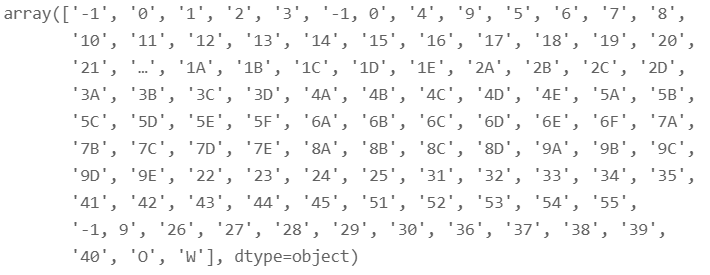 array(['-1', '0', '1', '2', '3', '-1, 0', '4', '9', '5', '6', '7', '8',
'10', '11', '12', '13', '14', '15', '16', '17', '18', '19', '20',
'21', '…', '1A', '1B', '1C', '1D', '1E', '2A', '2B', '2C', '2D',
'3A', '3B', '3C', '3D', '4A', '4B', '4C', '4D', '4E', '5A', '5B',
'5C', '5D', '5E', '5F', '6A', '6B', '6C', '6D', '6E', '6F', '7A',
'7B', '7C', '7D', '7E', '8A', '8B', '8C', '8D', '9A', '9B', '9C',
'9D', '9E', '22', '23', '24', '25', '31', '32', '33', '34', '35',
'41', '42', '43', '44', '45', '51', '52', '53', '54', '55',
'-1, 9', '26', '27', '28', '29', '30', '36', '37', '38', '39',
'40', 'O', 'W'], dtype=object)